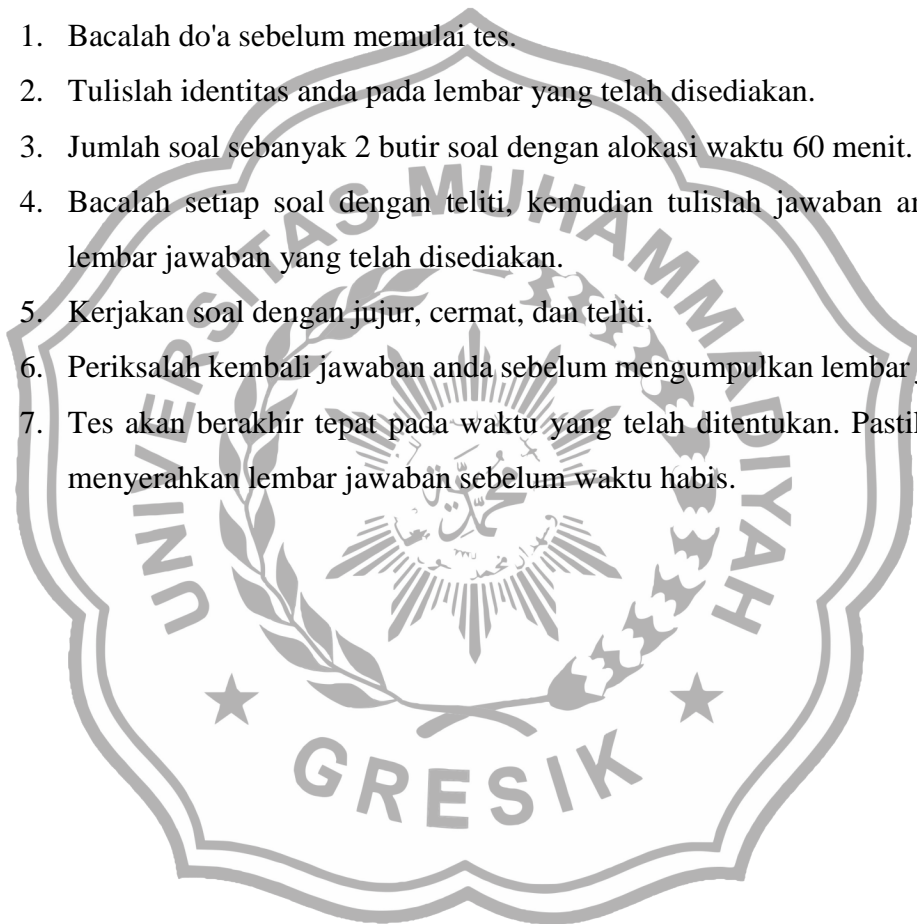 1. Bacalah do'a sebelum memulai tes.
2. Tulislah identitas anda pada lembar yang telah disediakan.
3. Jumlah soal sebanyak 2 butir soal dengan alokasi waktu 60 menit.
4. Bacalah setiap soal dengan teliti, kemudian tulislah jawaban
lembar jawaban yang telah disediakan.
5. Kerjakan soal dengan jujur, cermat, dan teliti.
6. Periksalah kembali jawaban anda sebelum mengumpulkan lembar
7. Tes akan berakhir tepat pada waktu yang telah ditentukan.
menyerahkan lembar jawaban sebelum waktu habis.
UNIVERSITAS MUHAMMADIYAH
محمد
GRESIK